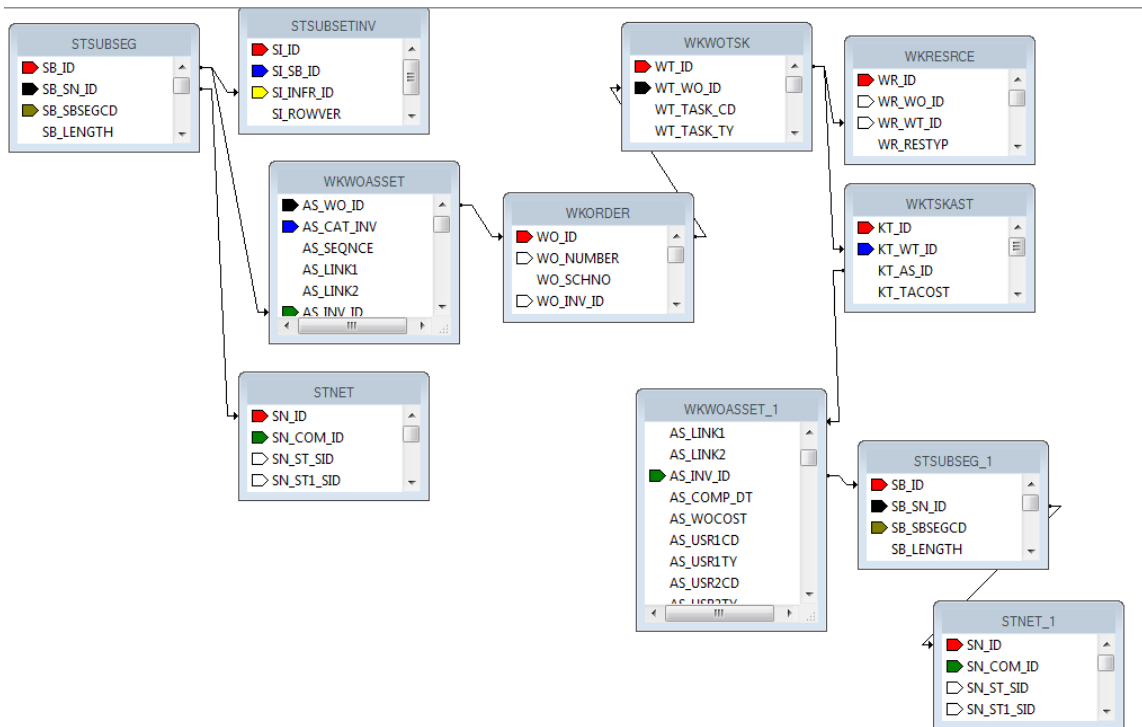 STSUBSEG
SB_ID
SB_SN_ID
SB_SBSEGCD
SB_LENGTH
STSUBSETINV
SI_ID
SI_SB_ID
SI_INFR_ID
SI_ROWVER
WKWOTSK
WT_ID
WT_WO_ID
WT_TASK_CD
WT_TASK_TY
WKRESRCE
WR_ID
WR_WO_ID
WR_WT_ID
WR_RESTYP
WKWOASSET
AS_WO_ID
AS_CAT_INV
AS_SEQNCE
AS_LINK1
AS_LINK2
AS_INV_ID
WKORDER
WO_ID
WO_NUMBER
WO_SCHNO
WO_INV_ID
WKTSKAST
KT_ID
KT_WT_ID
KT_AS_ID
KT_TACOST
STNET
SN_ID
SN_COM_ID
SN_ST_SID
SN_ST1_SID
WKWOASSET_1
AS_LINK1
AS_LINK2
AS_INV_ID
AS_COMP_DT
AS_WOCOST
AS_USR1CD
AS_USR1TY
AS_USR2CD
AS_USR2TY
STSUBSEG_1
SB_ID
SB_SN_ID
SB_SBSEGCD
SB_LENGTH
STNET_1
SN_ID
SN_COM_ID
SN_ST_SID
SN_ST1_SID